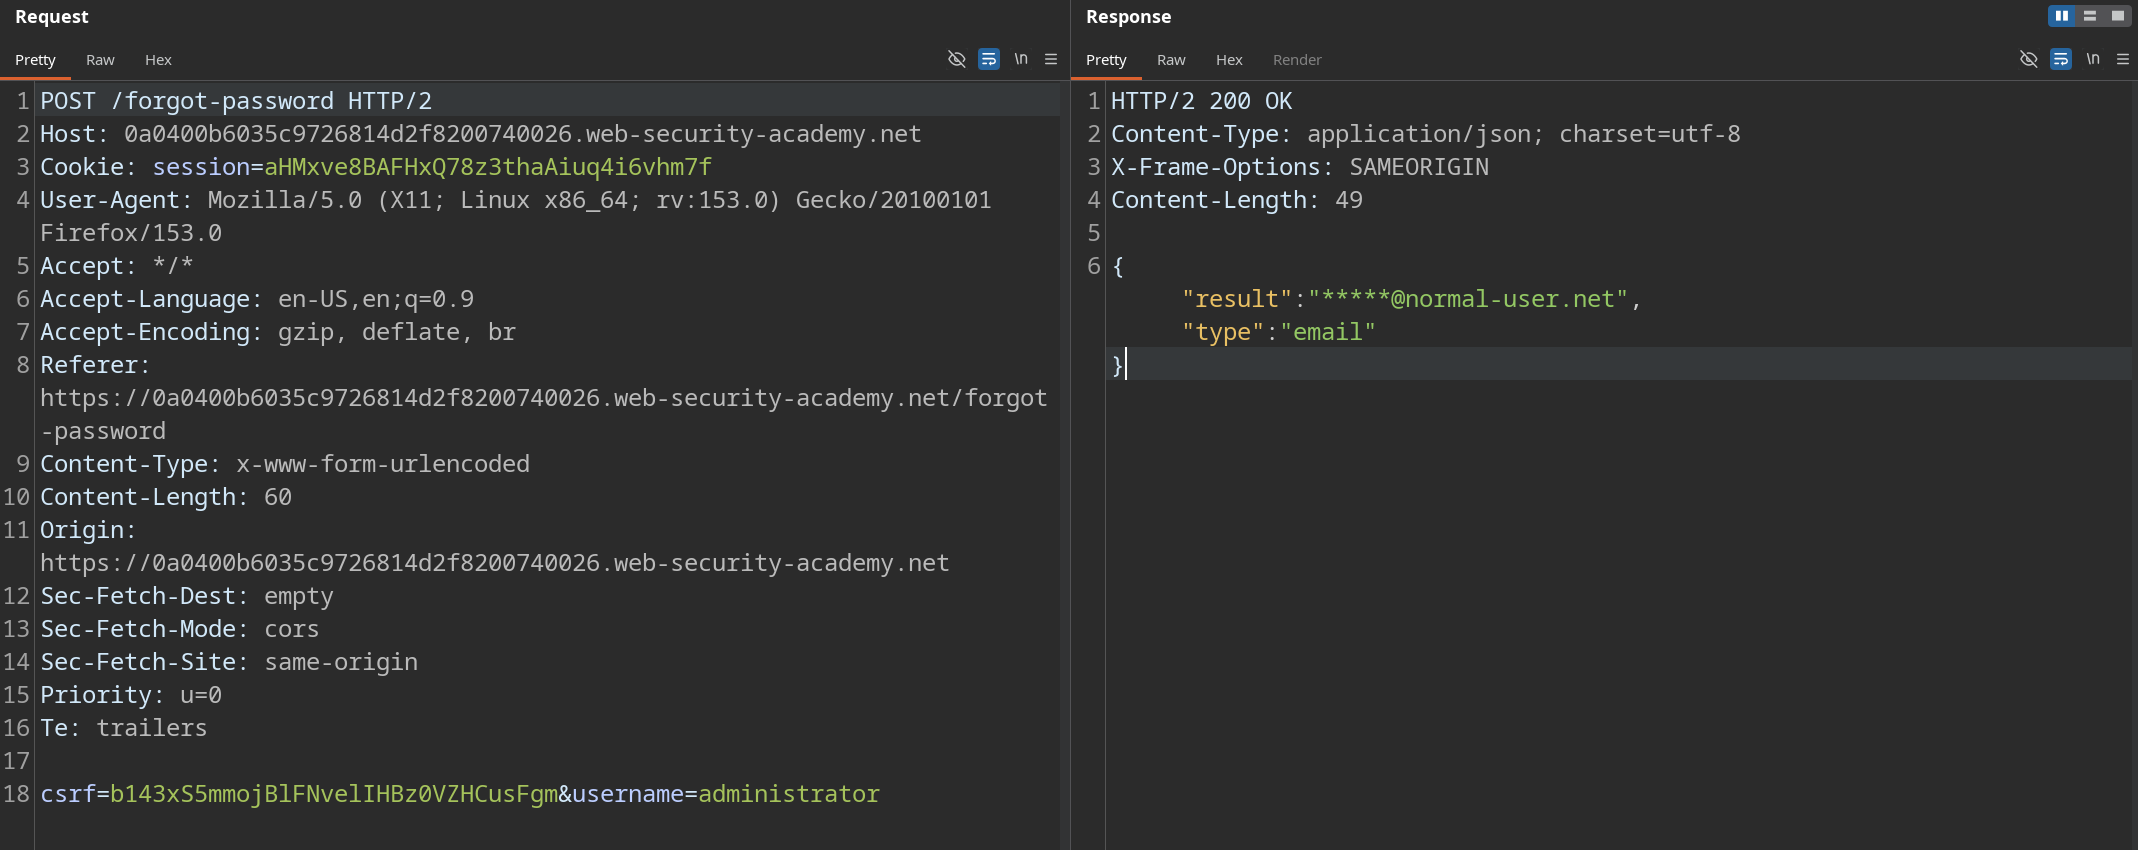 Request
Pretty Raw Hex
\n
1 POST /forgot-password HTTP/2
2 Host: 0a0400b6035c9726814d2f8200740026.web-security-academy.net
3 Cookie: session=aHMxve8BAFHxQ78z3thaAiuq4i6vhm7f
4 User-Agent: Mozilla/5.0 (X11; Linux x86_64; rv:153.0) Gecko/20100101
Firefox/153.0
5 Accept: */*
6 Accept-Language: en-US,en;q=0.9
7 Accept-Encoding: gzip, deflate, br
8 Referer:
https://0a0400b6035c9726814d2f8200740026.web-security-academy.net/forgot
-password
9 Content-Type: x-www-form-urlencoded
10 Content-Length: 60
11 Origin:
https://0a0400b6035c9726814d2f8200740026.web-security-academy.net
12 Sec-Fetch-Dest: empty
13 Sec-Fetch-Mode: cors
14 Sec-Fetch-Site: same-origin
15 Priority: u=0
16 Te: trailers
17
18 csrf=b143xS5mmojBlFNvelIHBz0VZHCusFgm&username=administrator
Response
Pretty Raw Hex Render
\n
1 HTTP/2 200 OK
2 Content-Type: application/json; charset=utf-8
3 X-Frame-Options: SAMEORIGIN
4 Content-Length: 49
5
6 {
"result":"*****@normal-user.net",
"type":"email"
}